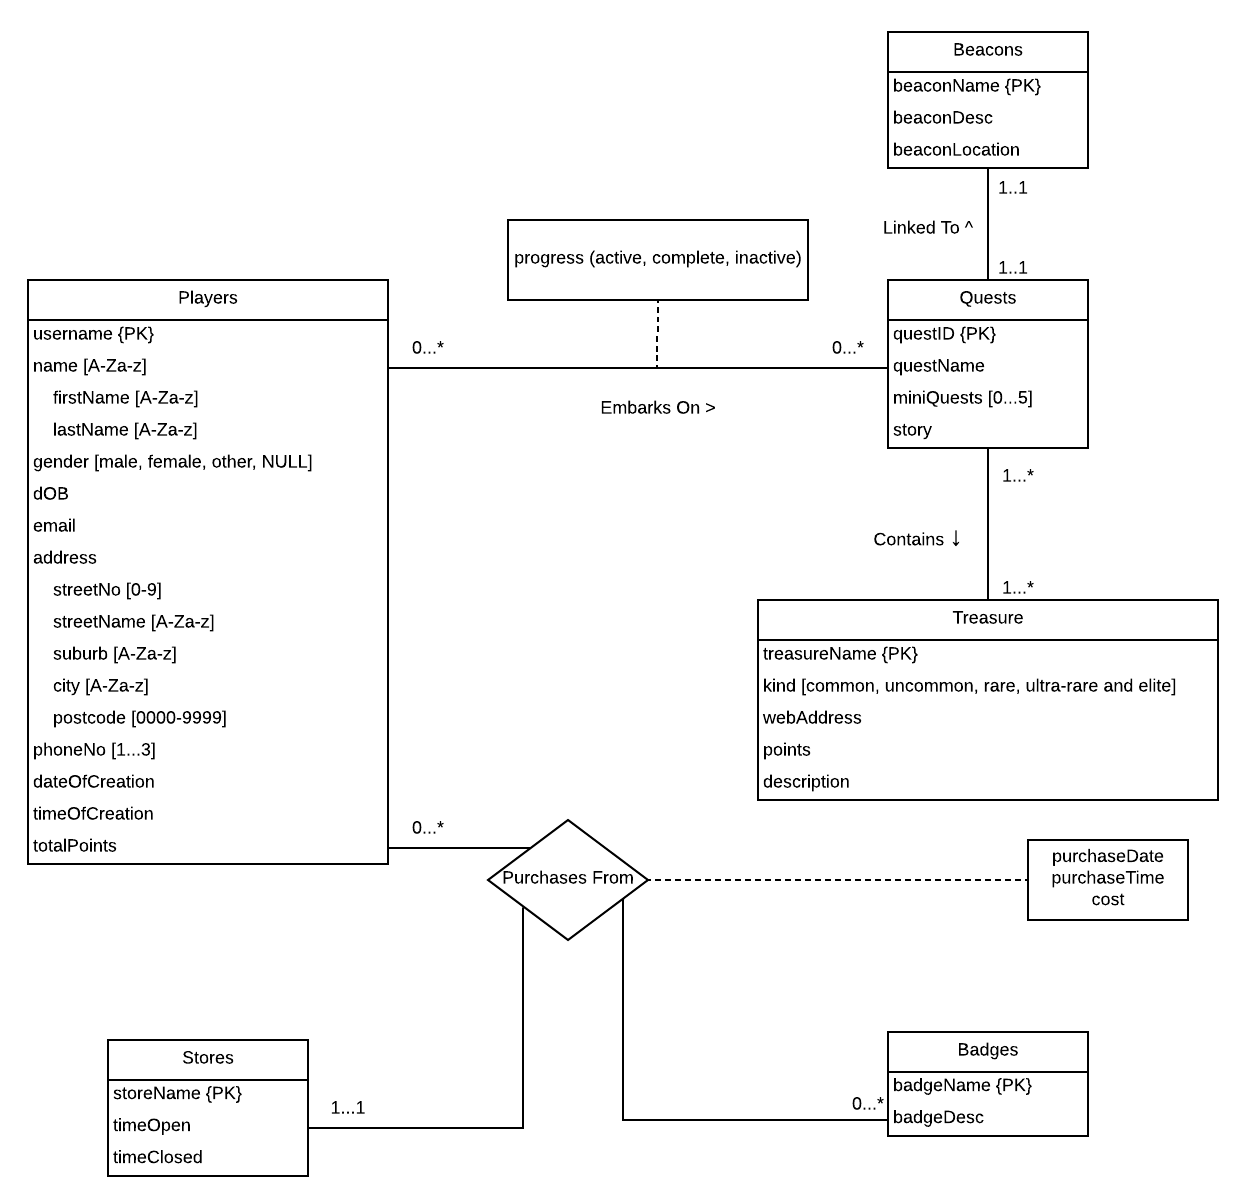 Beacons
beaconName {PK}
beaconDesc
beaconLocation
1..1
Linked To ^
1..1
progress (active, complete, inactive)
Players
username {PK}
name [A-Za-z]
firstName [A-Za-z]
lastName [A-Za-z]
gender [male, female, other, NULL]
dOB
email
address
streetNo [0-9]
streetName [A-Za-z]
suburb [A-Za-z]
city [A-Za-z]
postcode [0000-9999]
phoneNo [1...3]
dateOfCreation
timeOfCreation
totalPoints
0...*
0...*
Embarks On >
Quests
questID {PK}
questName
miniQuests [0...5]
story
1...*
Contains ↓
1...*
Treasure
treasureName {PK}
kind [common, uncommon, rare, ultra-rare and elite]
webAddress
points
description
0...*
Purchases From
purchaseDate
purchaseTime
cost
Stores
storeName {PK}
timeOpen
timeClosed
1...1
0...*
Badges
badgeName {PK}
badgeDesc